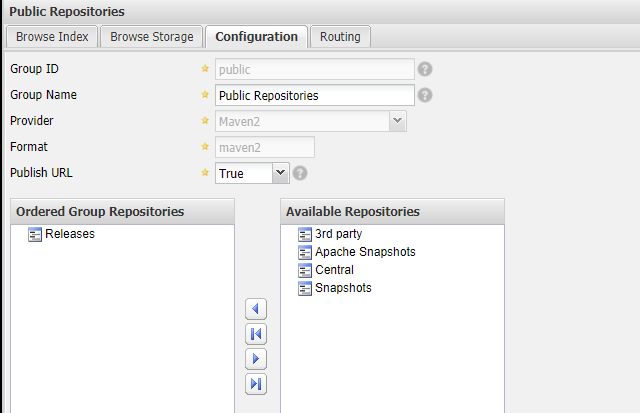 Public Repositories
Browse Index Browse Storage Configuration Routing
Group ID public ?
Group Name Public Repositories ?
Provider Maven2
Format maven2
Publish URL True ?
Ordered Group Repositories
Releases
Available Repositories
3rd party
Apache Snapshots
Central
Snapshots